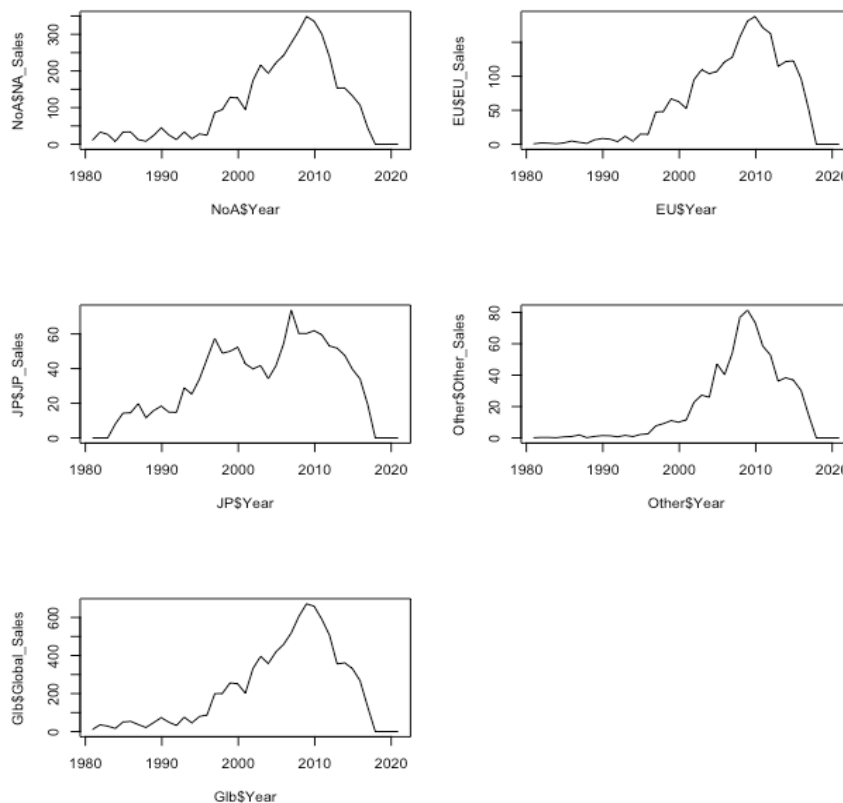 NoA$NA_Sales
0 100 200 300
1980 1990 2000 2010 2020
NoA$Year
EU$EU_Sales
0 50 100
1980 1990 2000 2010 2020
EU$Year
JP$JP_Sales
0 20 40 60
1980 1990 2000 2010 2020
JP$Year
Other$Other_Sales
0 20 40 60 80
1980 1990 2000 2010 2020
Other$Year
Glb$Global_Sales
0 200 400 600
1980 1990 2000 2010 2020
Glb$Year